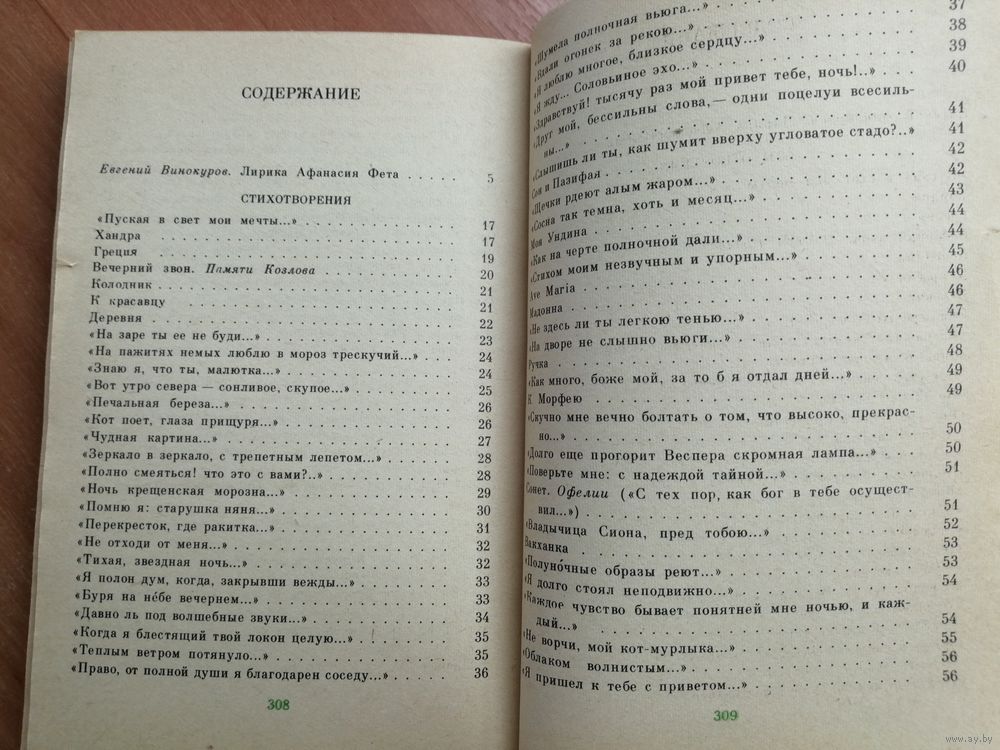 СОДЕРЖАНИЕ
Евгений Винокуров. Лирика Афанасия Фета . . . . 5
СТИХОТВОРЕНИЯ
«Пуская в свет мои мечты...» 17
Хандра 17
Греция 19
Вечерний звон. Памяти Козлова 20
Колодник 21
К красавцу 21
Деревня 22
«На заре ты ее не буди...» 23
«На пажитях немых люблю в мороз трескучий...» 24
«Знаю я, что ты, малютка...» 24
«Вот утро севера — сонливое, скупое...» 25
«Печальная береза...» 26
«Кот поет, глаза прищуря...» 26
«Чудная картина...» 27
«Зеркало в зеркало, с трепетным лепетом...» 28
«Полно смеяться! что это с вами?..» 28
«Ночь крещенская морозна...» 29
«Помню я: старушка няня...» 30
«Перекресток, где ракитка...» 31
«Не отходи от меня...» 32
«Тихая, звездная ночь...» 32
«Я полон дум, когда, закрывши вежды...» 33
«Буря на небе вечернем...» 33
«Давно ль под волшебные звуки...» 34
«Когда я блестящий твой локон целую...» 35
«Теплым ветром потянуло...» 35
«Право, от полной души я благодарен соседу...» 36
308
«Шумела полночная вьюга...» 37
«Вдали огонек за рекою...» 38
«Я люблю многое, близкое сердцу...» 39
«Я жду... Соловьиное эхо...» 40
«Здравствуй! тысячу раз мой привет тебе, ночь!..»
«Друг мой, бессильны слова,— одни поцелуи всесиль-
ны...» 41
«Слышишь ли ты, как шумит вверху угловатое стадо?..» 41
Сон и Пазифая 42
«Щечки рдеют алым жаром...» 42
«Сосна так темна, хоть и месяц...» 43
Моя Ундина 44
«Как на черте полночной дали...» 44
«Стихом моим незвучным и упорным...» 45
Ave Maria 46
Мадонна 46
«Не здесь ли ты легкою тенью...» 47
«На дворе не слышно вьюги...» 47
Ручка 48
«Как много, боже мой, за то б я отдал дней...» 49
К Морфею 49
«Скучно мне вечно болтать о том, что высоко, прекрас-
но...» 50
«Долго еще прогорит Веспера скромная лампа...» 50
«Поверьте мне: с надеждой тайной...» 51
Сонет. Офелии («С тех пор, как бог в тебе осущест-
вил...») 51
«Владычица Сиона, пред тобою...» 52
Вакханка 53
«Полуно́чные образы реют...» 53
«Я долго стоял неподвижно...» 54
«Каждое чувство бывает понятней мне ночью, и каж-
дый...» 54
«Не ворчи, мой кот-мурлыка...» 55
«Облаком волнистым...» 56
«Я пришел к тебе с приветом...» 56
309
www.ay.by